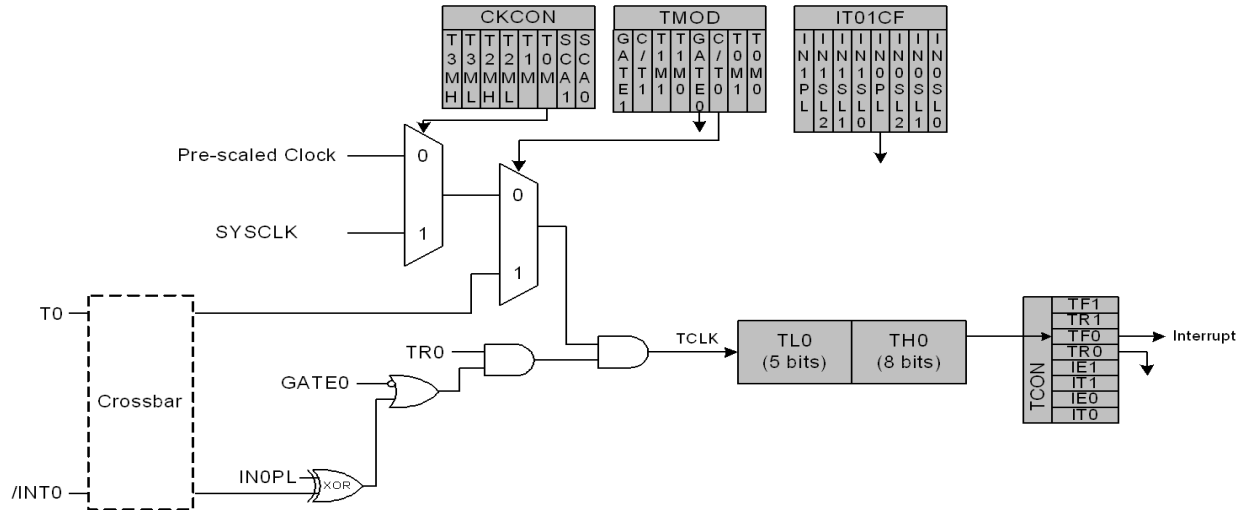 CKCON
T3MH T3ML T2MH T2ML T1M T0M SCA1 SCA0
TMOD
GATE1 C/T1 T1M1 T1M0 GATE0 C/T0 T0M1 T0M0
IT01CF
IN1PL IN1SL2 IN1SL1 IN1SL0 IN0PL IN0SL2 IN0SL1 IN0SL0
Pre-scaled Clock
0
SYSCLK
1
0
1
T0
Crossbar
/INT0
TR0
GATE0
IN0PL
XOR
TCLK
TL0
(5 bits)
TH0
(8 bits)
TCON
TF1
TR1
TF0
TR0
IE1
IT1
IE0
IT0
Interrupt